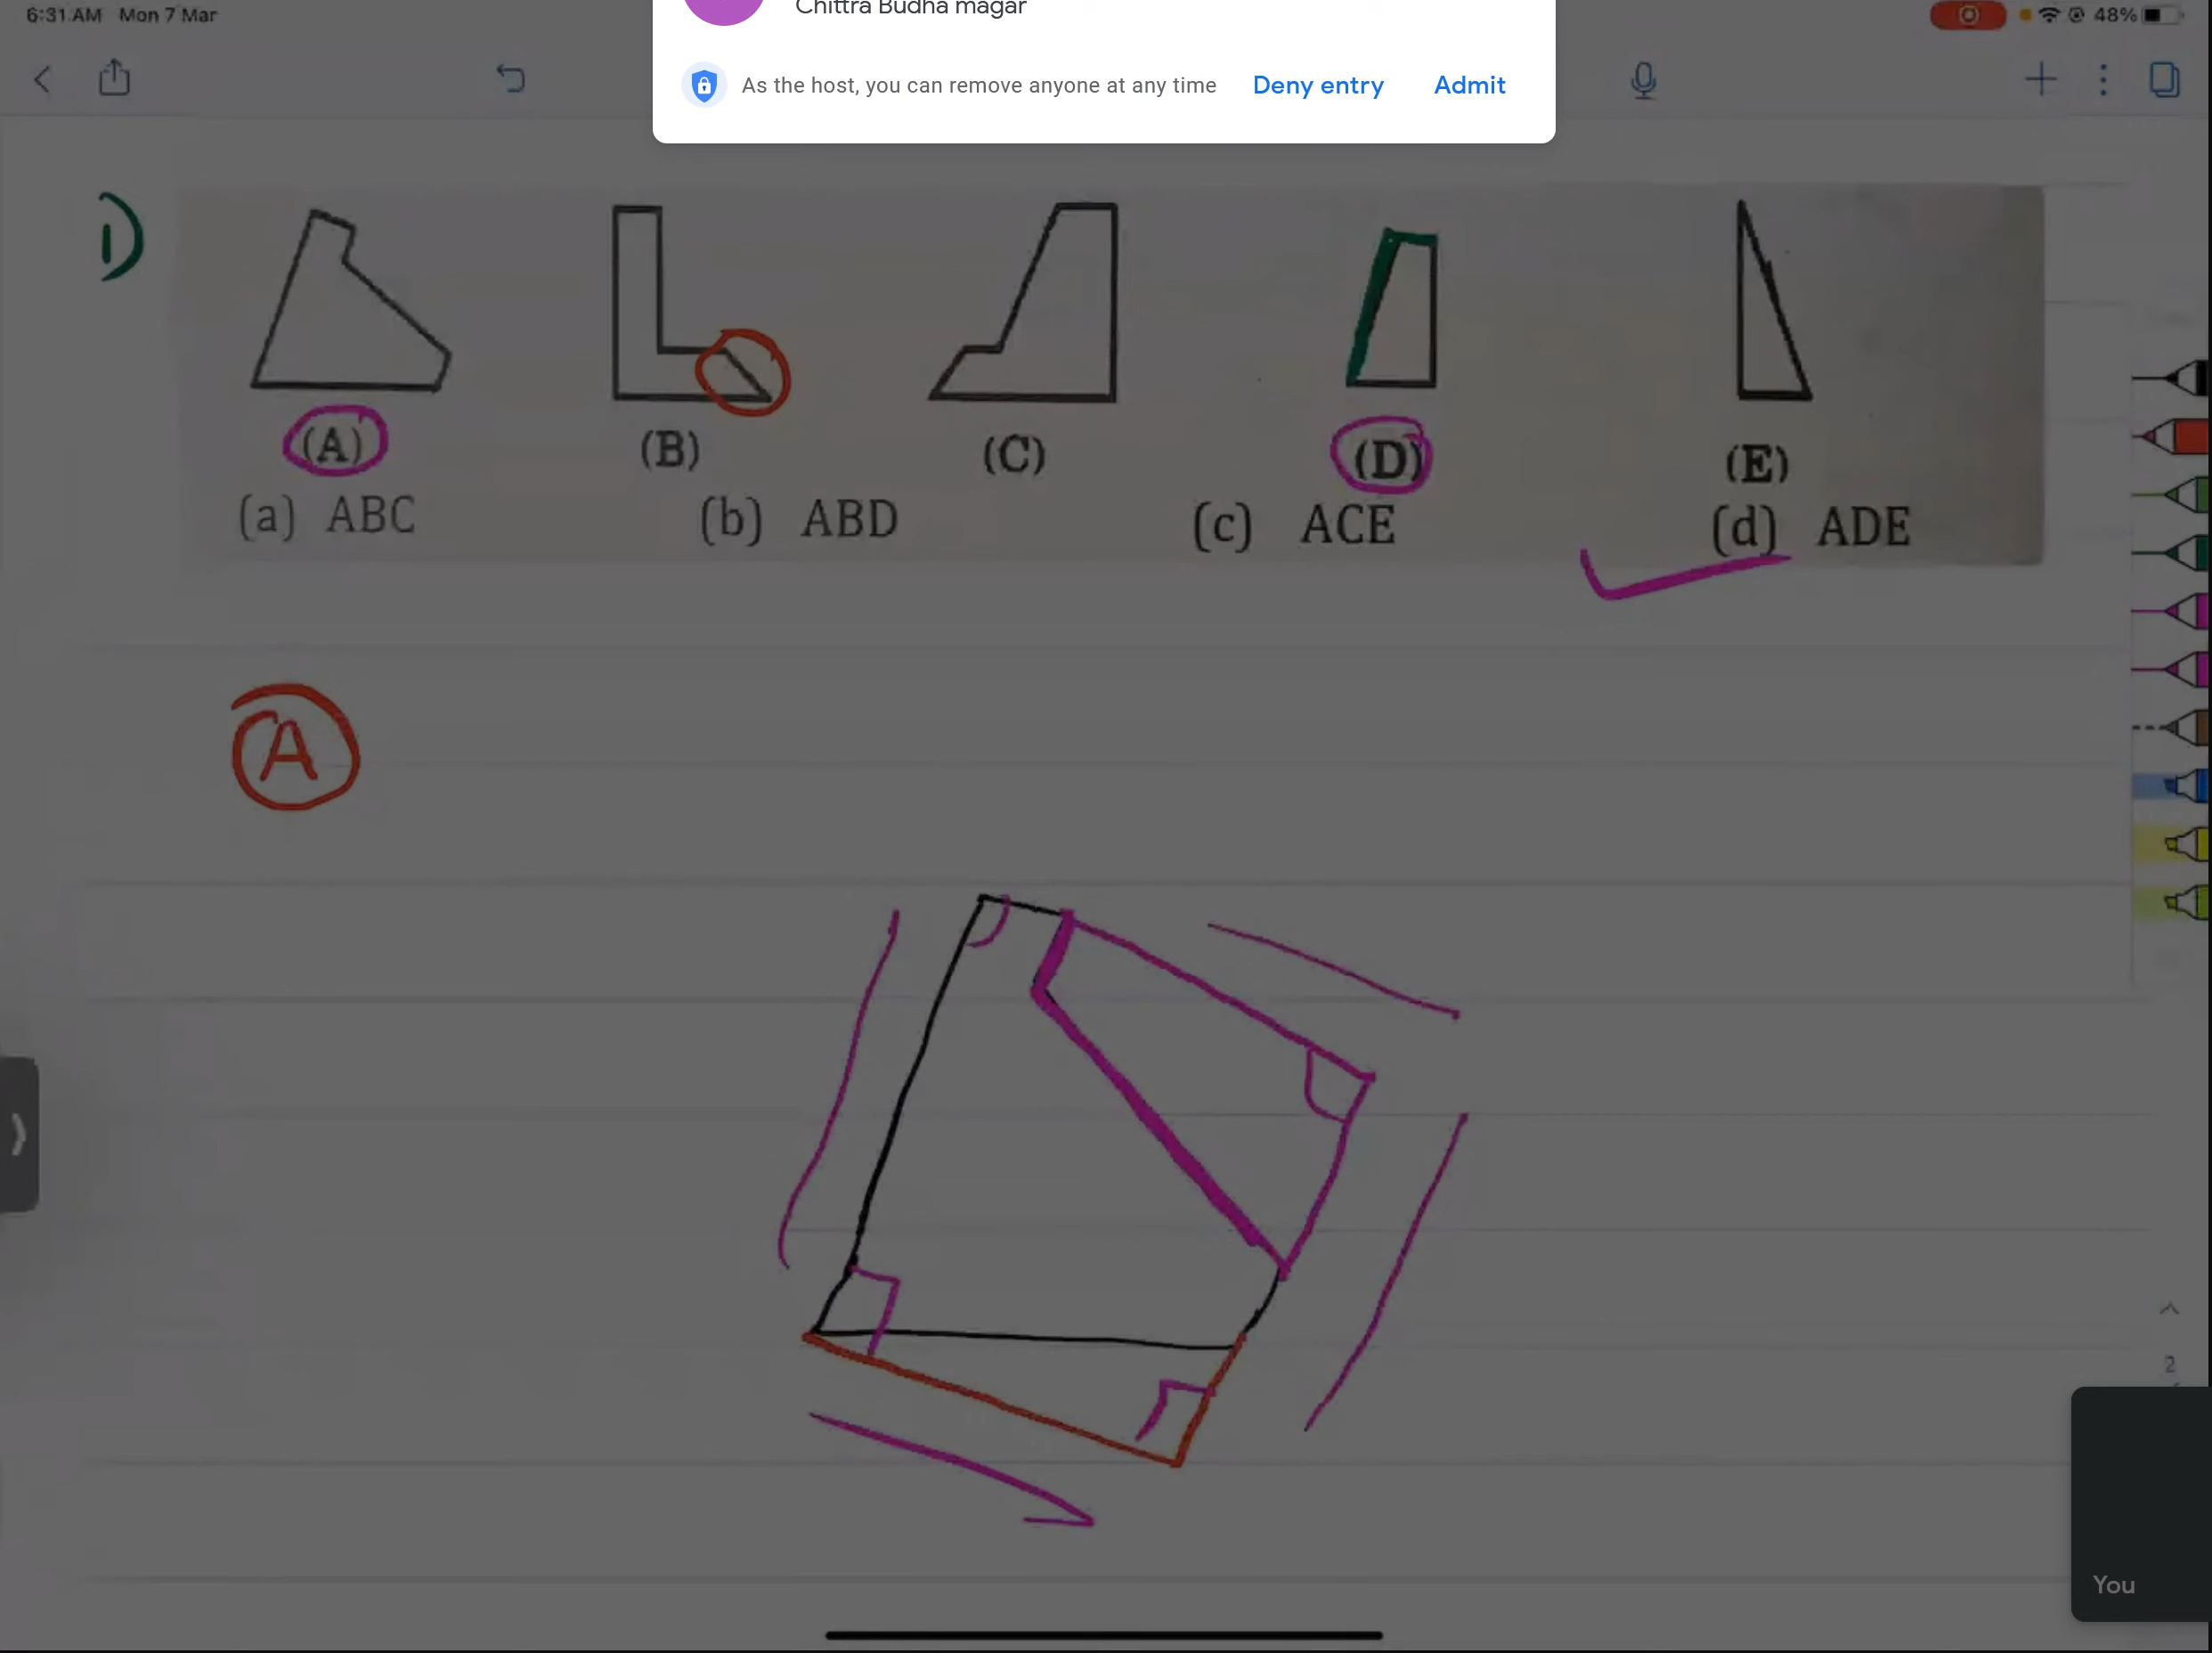 6:31 AM Mon 7 Mar
48%
Chittra Budha magar
As the host, you can remove anyone at any time Deny entry Admit
1)
(A) (B) (C) (D) (E)
(a) ABC (b) ABD (c) ACE (d) ADE
A
2
You